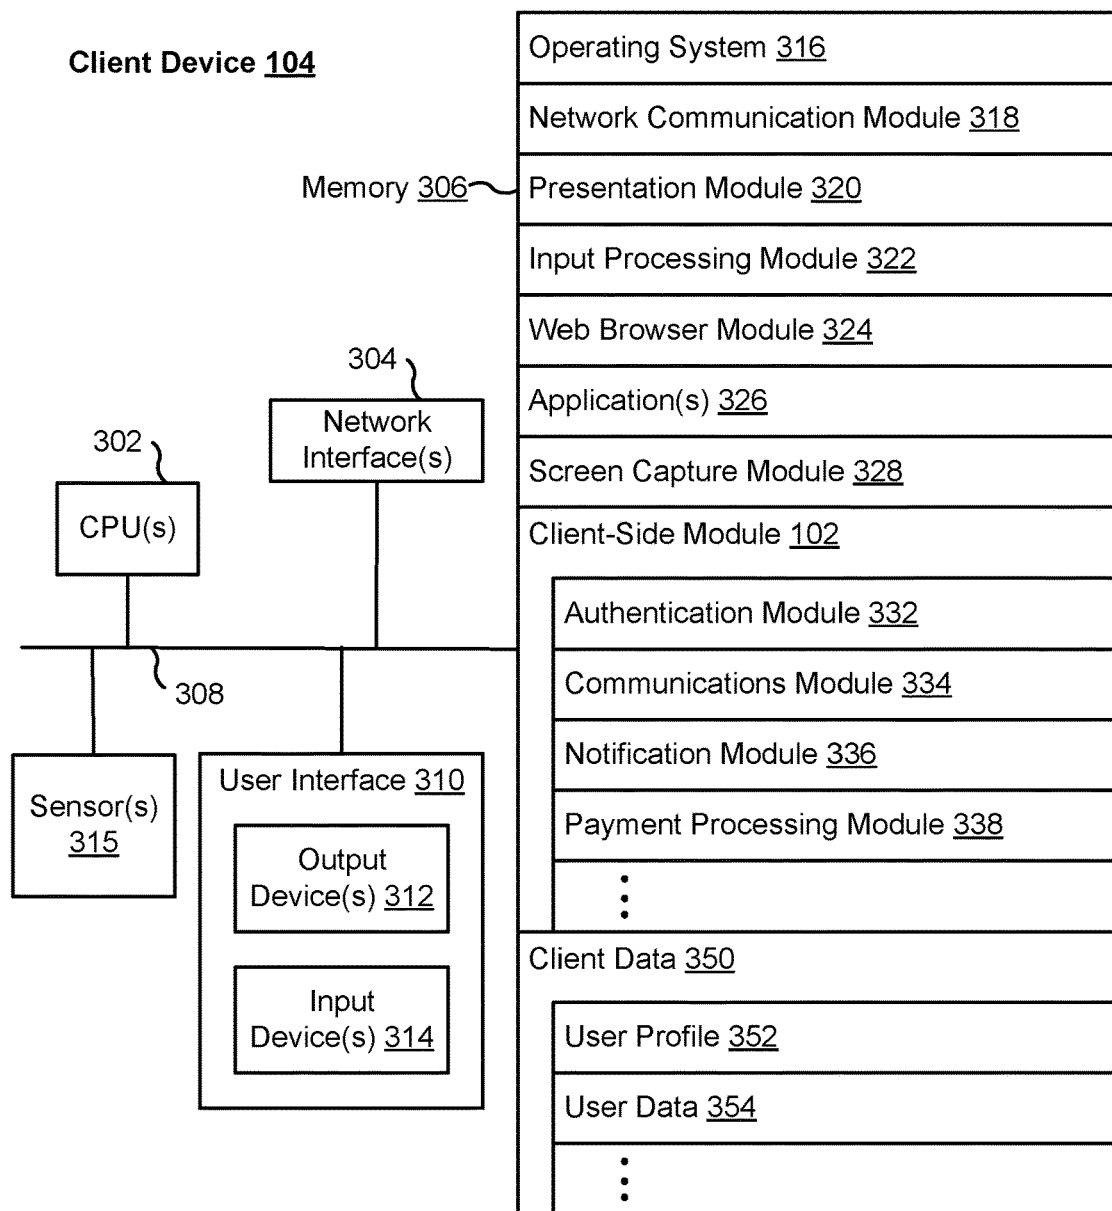 Client Device 104
Operating System 316
Network Communication Module 318
Memory 306
Presentation Module 320
Input Processing Module 322
Web Browser Module 324
304
Network
Interface(s)
Application(s) 326
302
CPU(s)
Screen Capture Module 328
Client-Side Module 102
Authentication Module 332
308
Communications Module 334
Notification Module 336
Payment Processing Module 338
Sensor(s)
315
User Interface 310
Output
Device(s) 312
Input
Device(s) 314
Client Data 350
User Profile 352
User Data 354